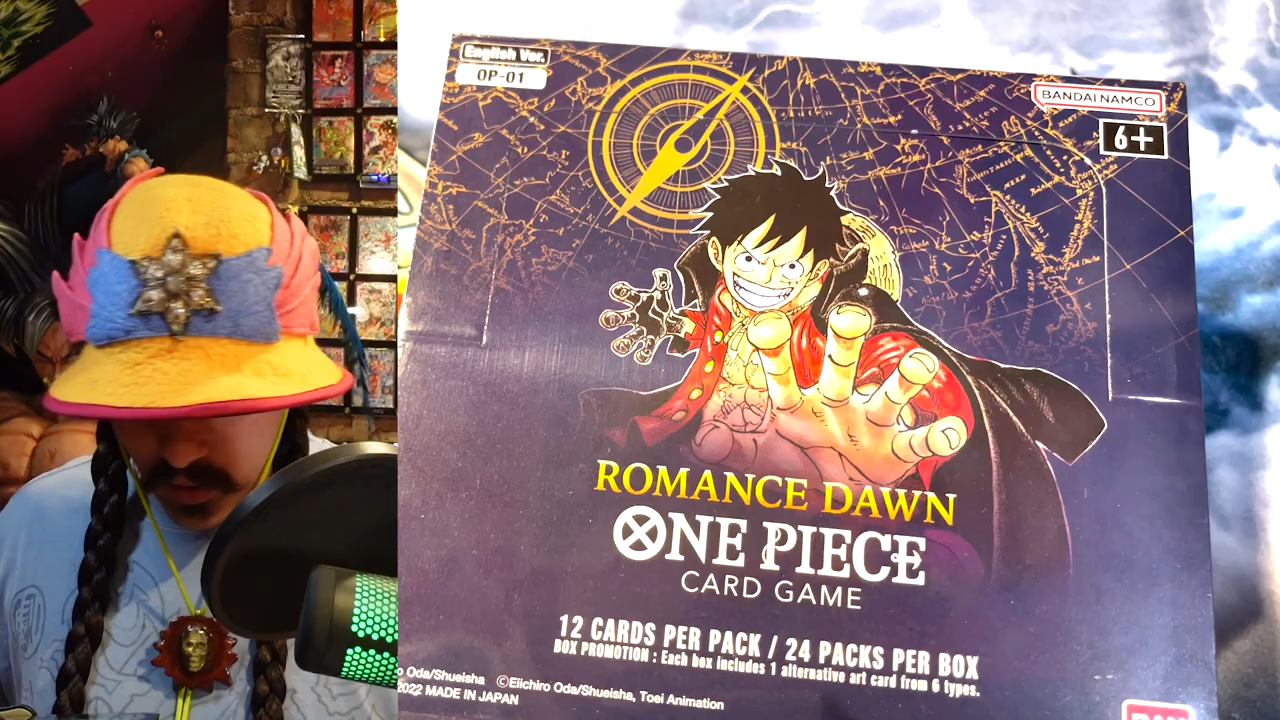 English Ver.
OP-01
BANDAI NAMCO
6+
ROMANCE DAWN
ONE PIECE
CARD GAME
12 CARDS PER PACK / 24 PACKS PER BOX
BOX PROMOTION : Each box includes 1 alternative art card from 6 types.
Oda/Shueisha ©Eiichiro Oda/Shueisha, Toei Animation
2022 MADE IN JAPAN